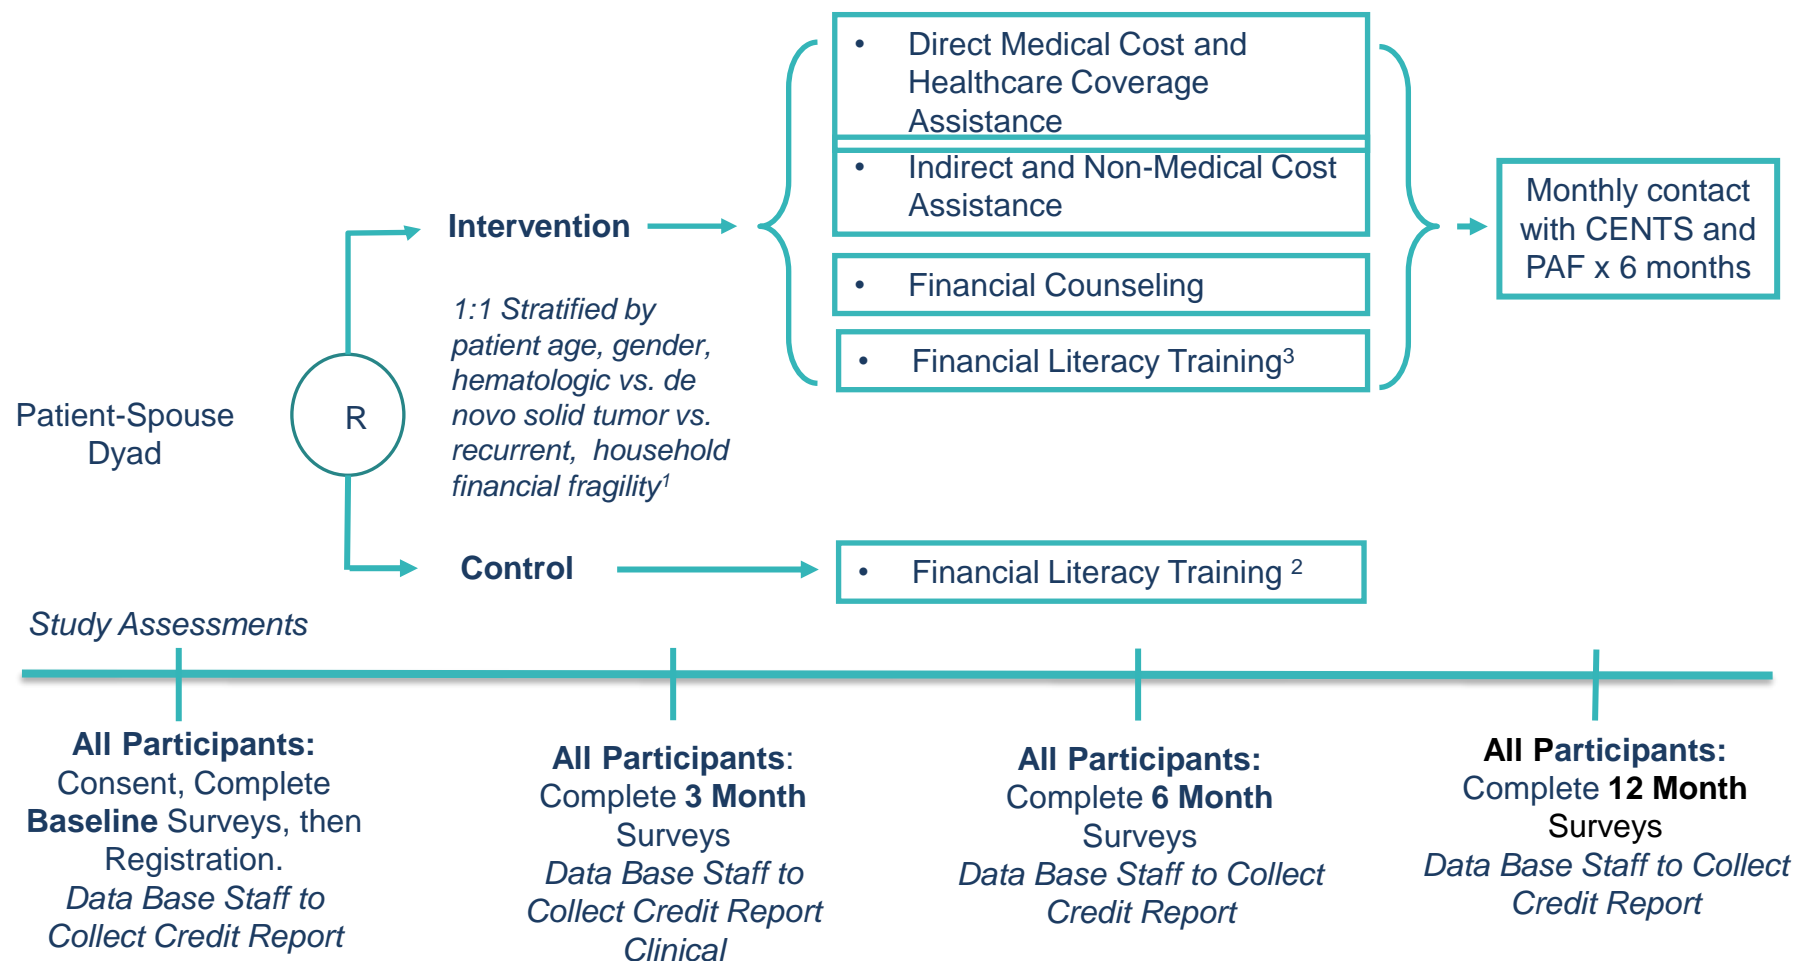 • Direct Medical Cost and
Healthcare Coverage
Assistance
• Indirect and Non-Medical Cost
Assistance
• Financial Counseling
• Financial Literacy Training3
Monthly contact
with CENTS and
PAF x 6 months
Intervention
1:1 Stratified by
patient age, gender,
hematologic vs. de
novo solid tumor vs.
recurrent, household
financial fragility1
Patient-Spouse
Dyad
R
Control
• Financial Literacy Training 2
Study Assessments
All Participants:
Consent, Complete
Baseline Surveys, then
Registration.
Data Base Staff to
Collect Credit Report
All Participants:
Complete 3 Month
Surveys
Data Base Staff to
Collect Credit Report
Clinical
All Participants:
Complete 6 Month
Surveys
Data Base Staff to Collect
Credit Report
All Participants:
Complete 12 Month
Surveys
Data Base Staff to Collect
Credit Report